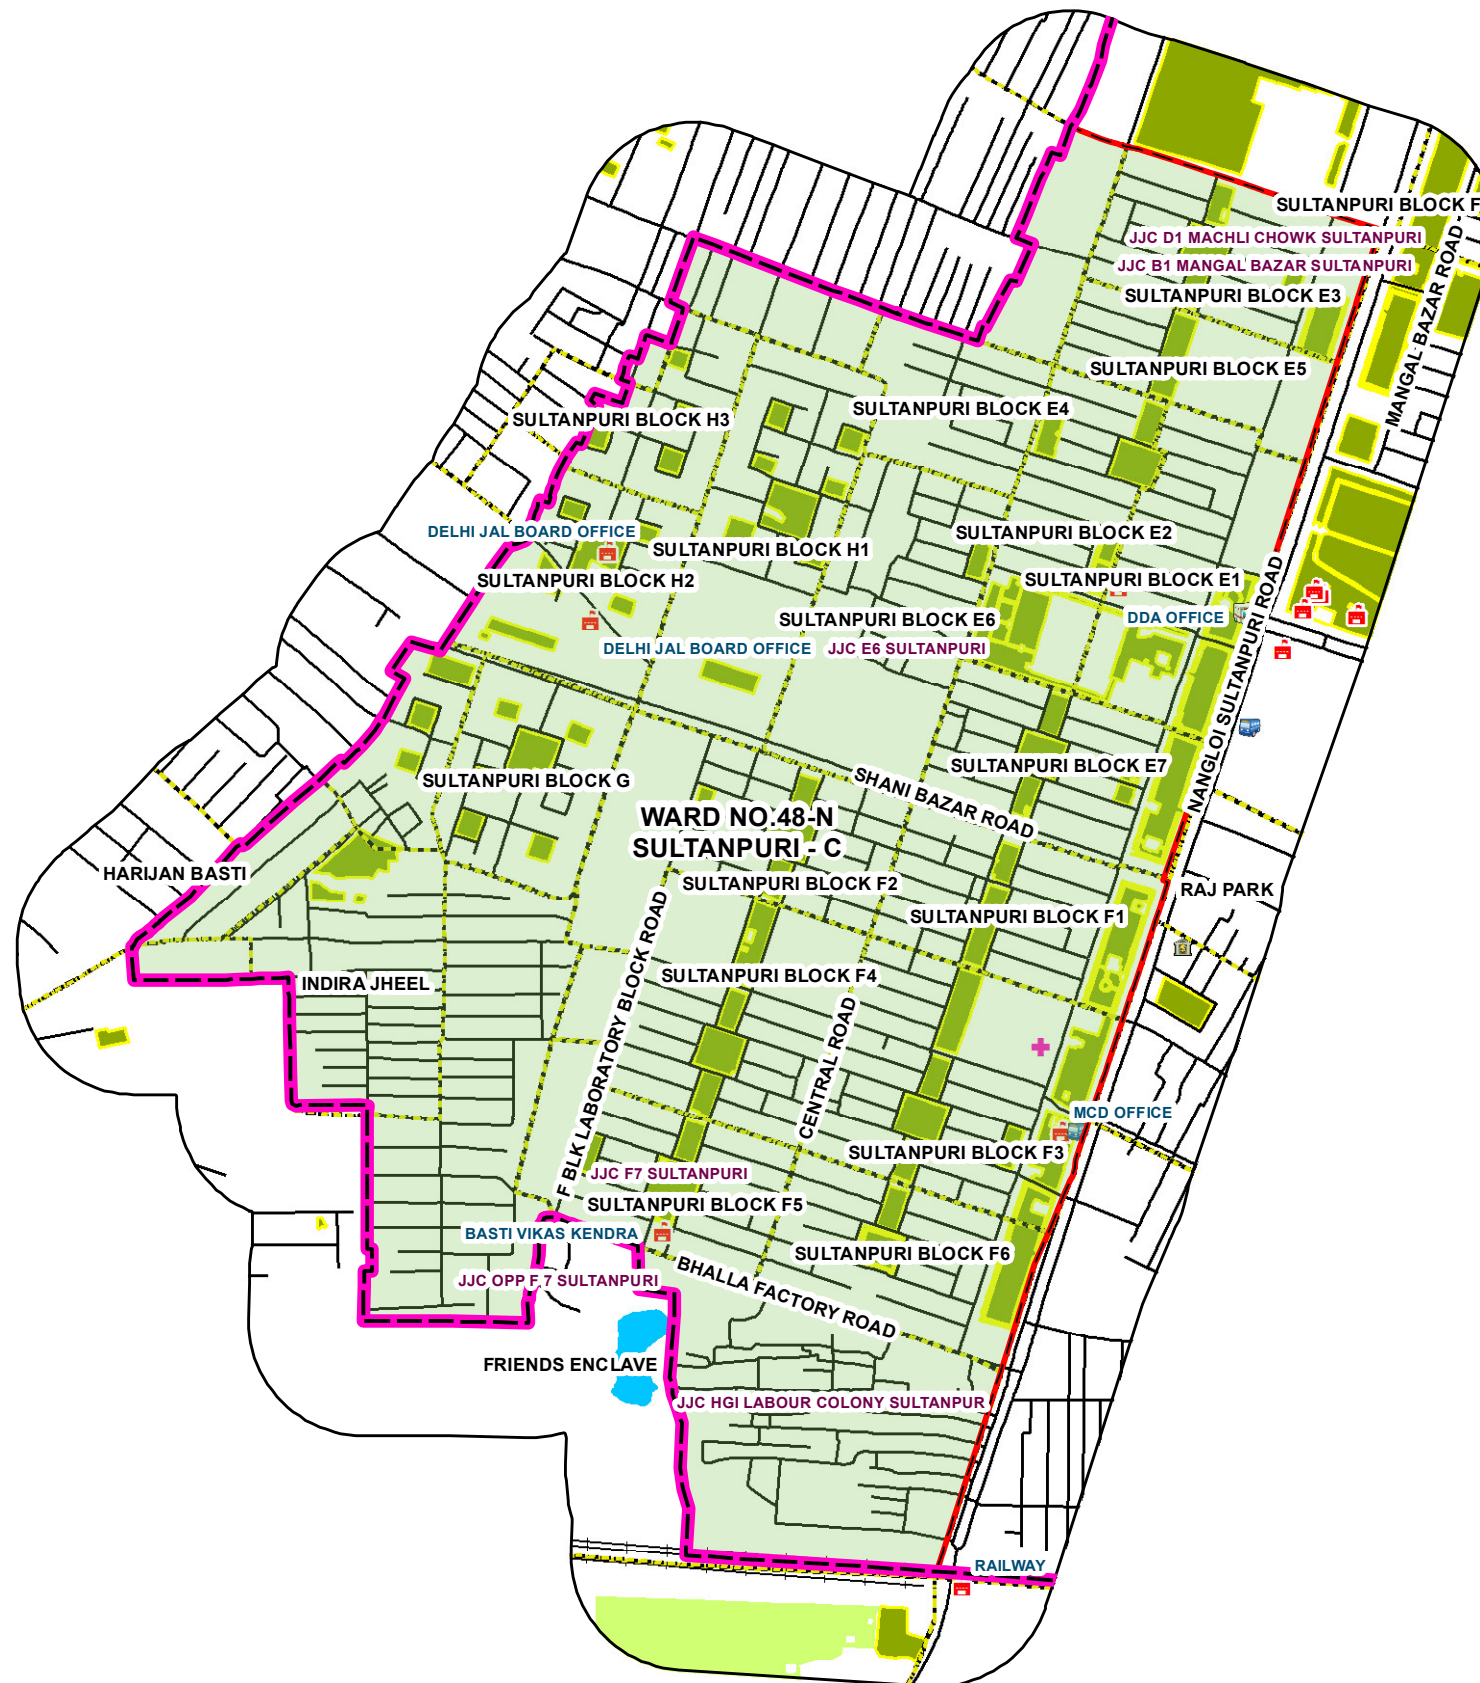 SULTANPURI BLOCK F
JJC D1 MACHLI CHOWK SULTANPURI
JJC B1 MANGAL BAZAR SULTANPURI
SULTANPURI BLOCK E3
MANGAL BAZAR ROAD
SULTANPURI BLOCK E5
SULTANPURI BLOCK E4
SULTANPURI BLOCK H3
DELHI JAL BOARD OFFICE
SULTANPURI BLOCK E2
SULTANPURI BLOCK H1
SULTANPURI BLOCK H2
SULTANPURI BLOCK E1
SULTANPURI BLOCK E6
DDA OFFICE
DELHI JAL BOARD OFFICE
JJC E6 SULTANPURI
NANGLOI SULTANPURI ROAD
SULTANPURI BLOCK E7
SULTANPURI BLOCK G
SHANI BAZAR ROAD
WARD NO.48-N
SULTANPURI - C
HARIJAN BASTI
SULTANPURI BLOCK F2
RAJ PARK
SULTANPURI BLOCK F1
F BLK LABORATORY BLOCK ROAD
SULTANPURI BLOCK F4
INDIRA JHEEL
CENTRAL ROAD
MCD OFFICE
SULTANPURI BLOCK F3
JJC F7 SULTANPURI
SULTANPURI BLOCK F5
BASTI VIKAS KENDRA
SULTANPURI BLOCK F6
JJC OPP F 7 SULTANPURI
BHALLA FACTORY ROAD
FRIENDS ENCLAVE
JJC HGI LABOUR COLONY SULTANPUR
RAILWAY